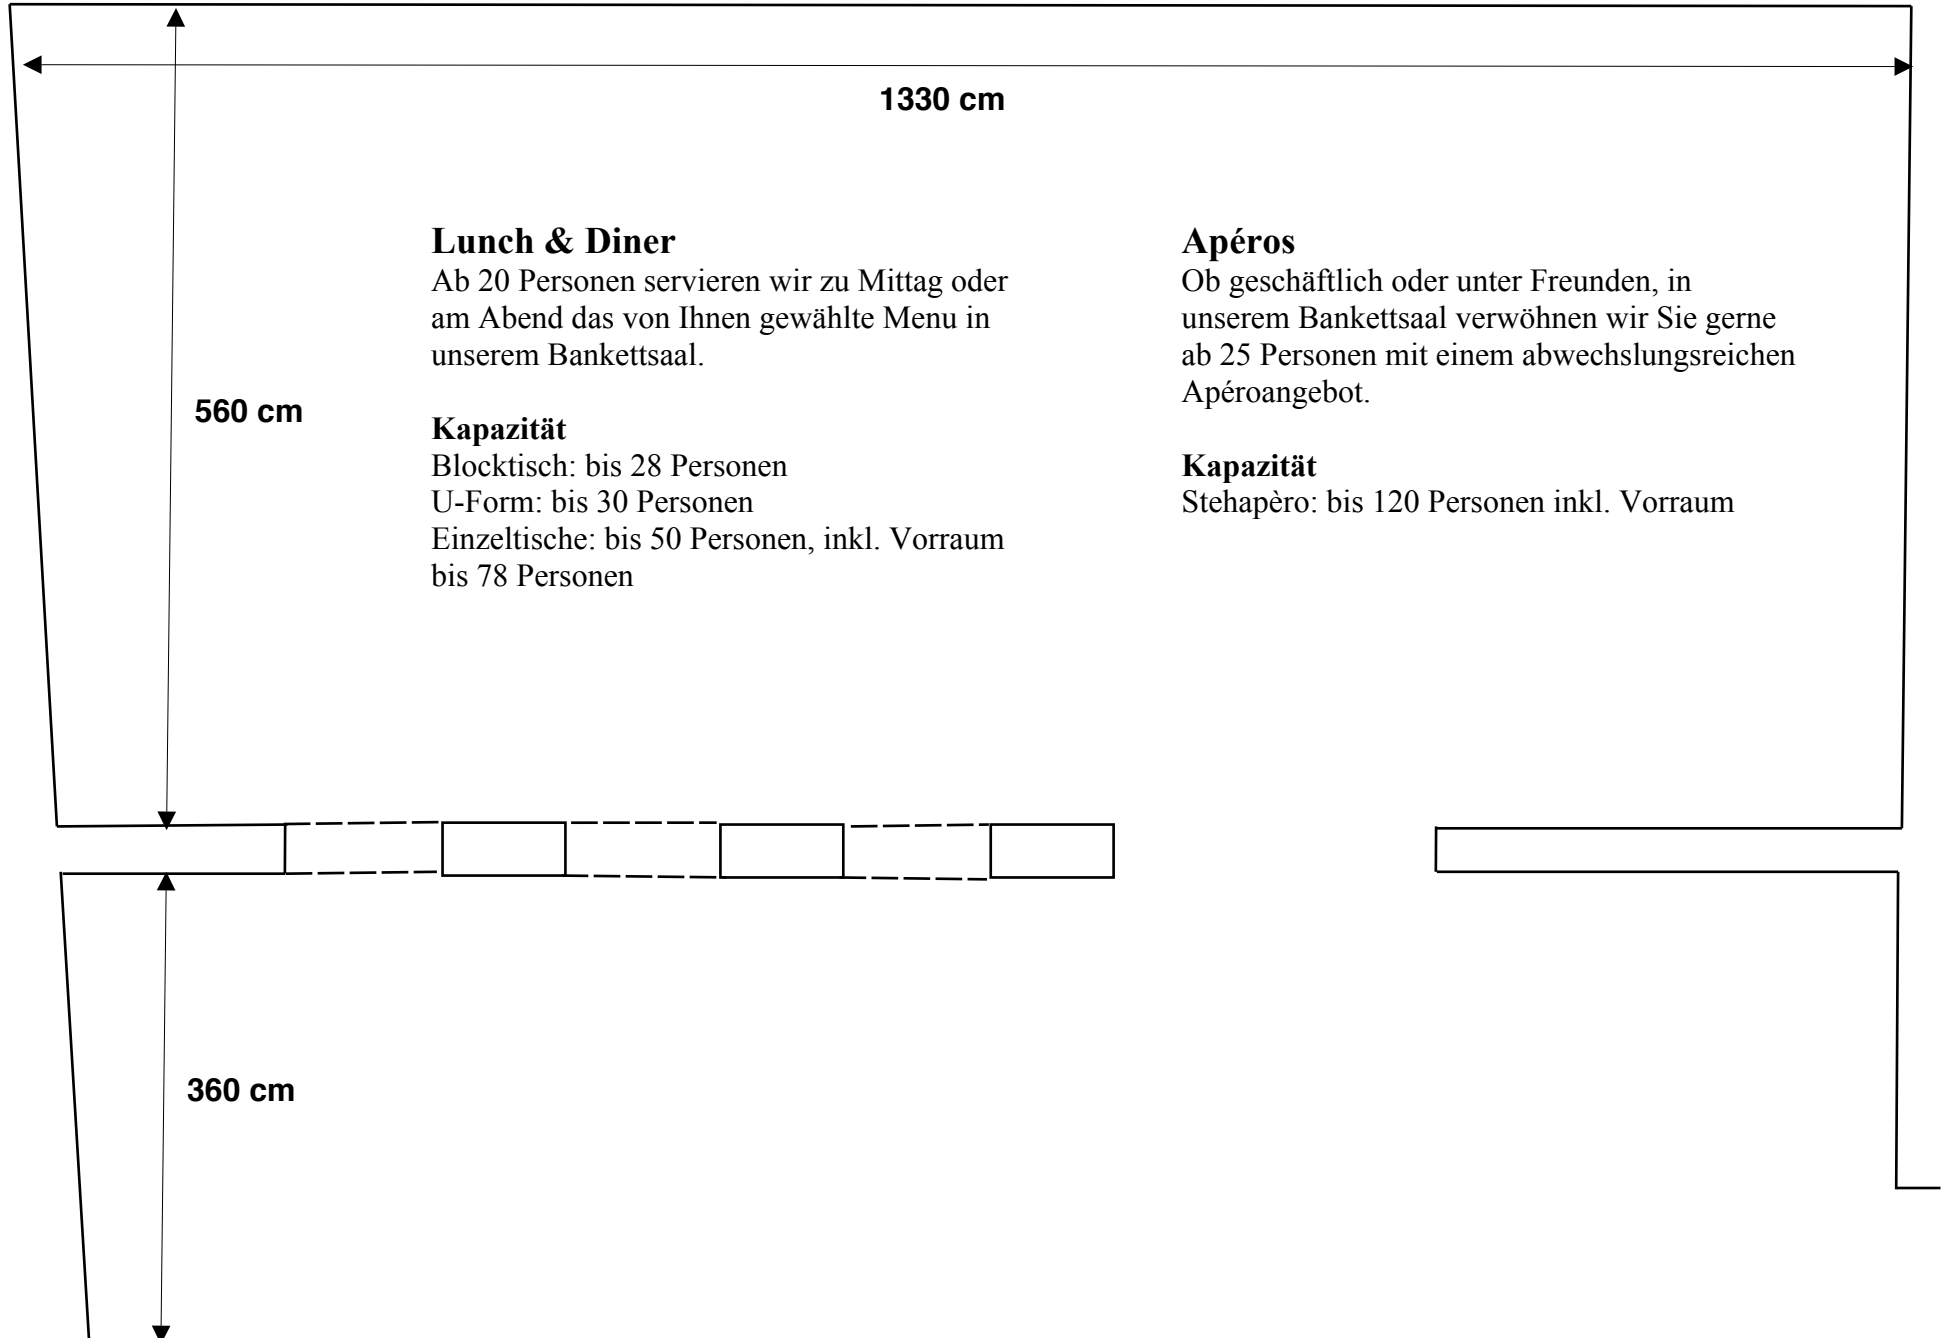 1330 cm
Lunch & Diner
Ab 20 Personen servieren wir zu Mittag oder
am Abend das von Ihnen gewählte Menu in
unserem Bankettsaal.
Kapazität
Blocktisch: bis 28 Personen
U-Form: bis 30 Personen
Einzeltische: bis 50 Personen, inkl. Vorraum
bis 78 Personen
Apéros
Ob geschäftlich oder unter Freunden, in
unserem Bankettsaal verwöhnen wir Sie gerne
ab 25 Personen mit einem abwechslungsreichen
Apéroangebot.
Kapazität
Stehapèro: bis 120 Personen inkl. Vorraum
560 cm
360 cm